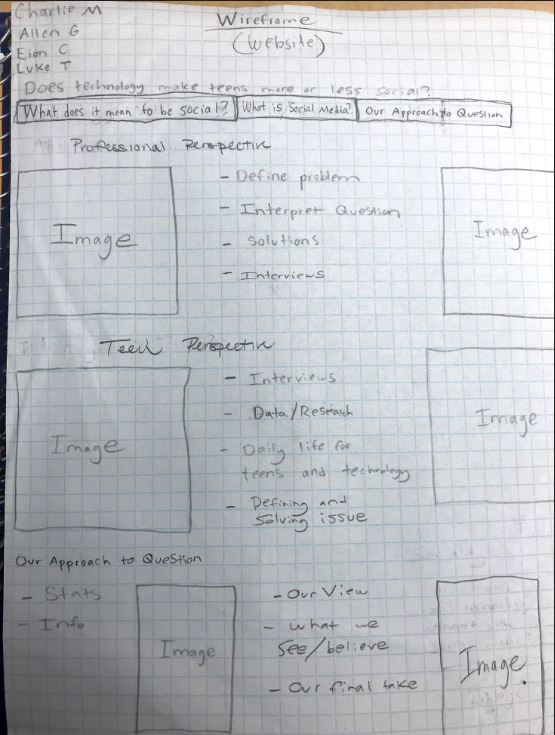 Charlie M
Allen G
Eion C
Luke T
Wireframe
(website)
Does technology make teens more or less social?
What does it mean to be social?
What is Social Media?
Our Approach to Question
Professional Perspective
Image
- Define problem
- Interpret Question
- Solutions
- Interviews
Image
Teen Perspective
Image
- Interviews
- Data/Reseach
- Daily life for
teens and technology
- Defining and
Solving issue
Image
Our Approach to Question
- Stats
- Info
Image
- Our View
- What we
See/believe
- Our final take
Image